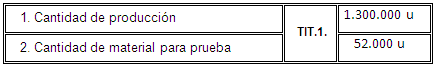 1. Cantidad de producción
TIT.1.
1.300.000 u
2. Cantidad de material para prueba
52.000 u